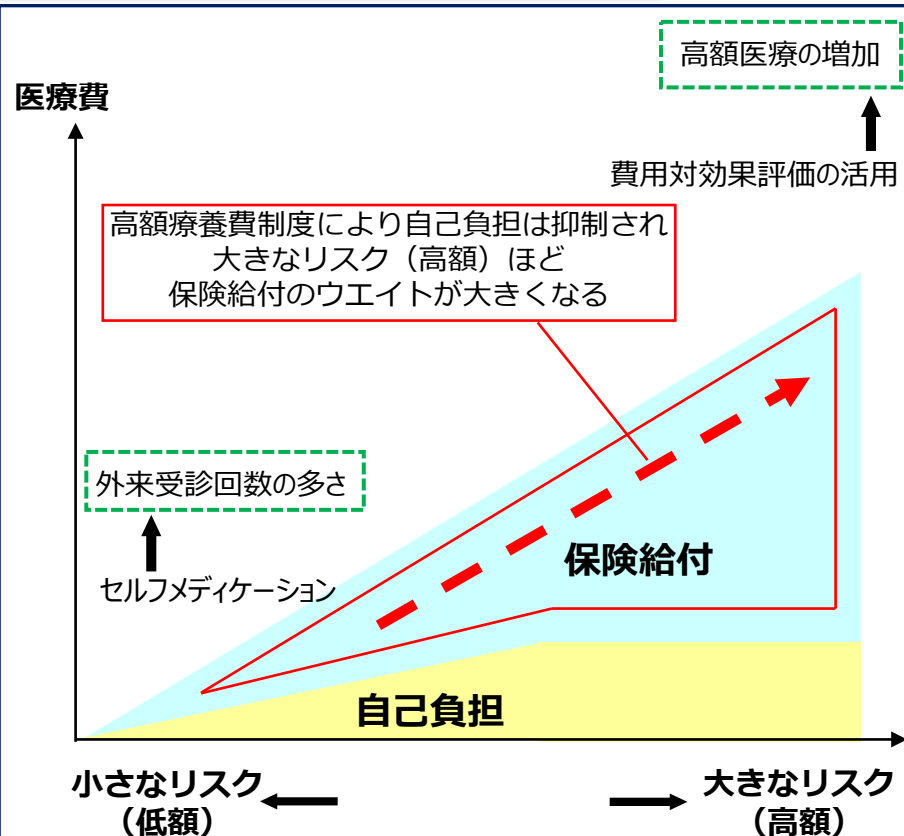 高額医療の増加
医療費
費用対効果評価の活用
高額療養費制度により自己負担は抑制され
大きなリスク（高額）ほど
保険給付のウエイトが大きくなる
外来受診回数の多さ
セルフメディケーション
保険給付
自己負担
小さなリスク
（低額）
大きなリスク
（高額）